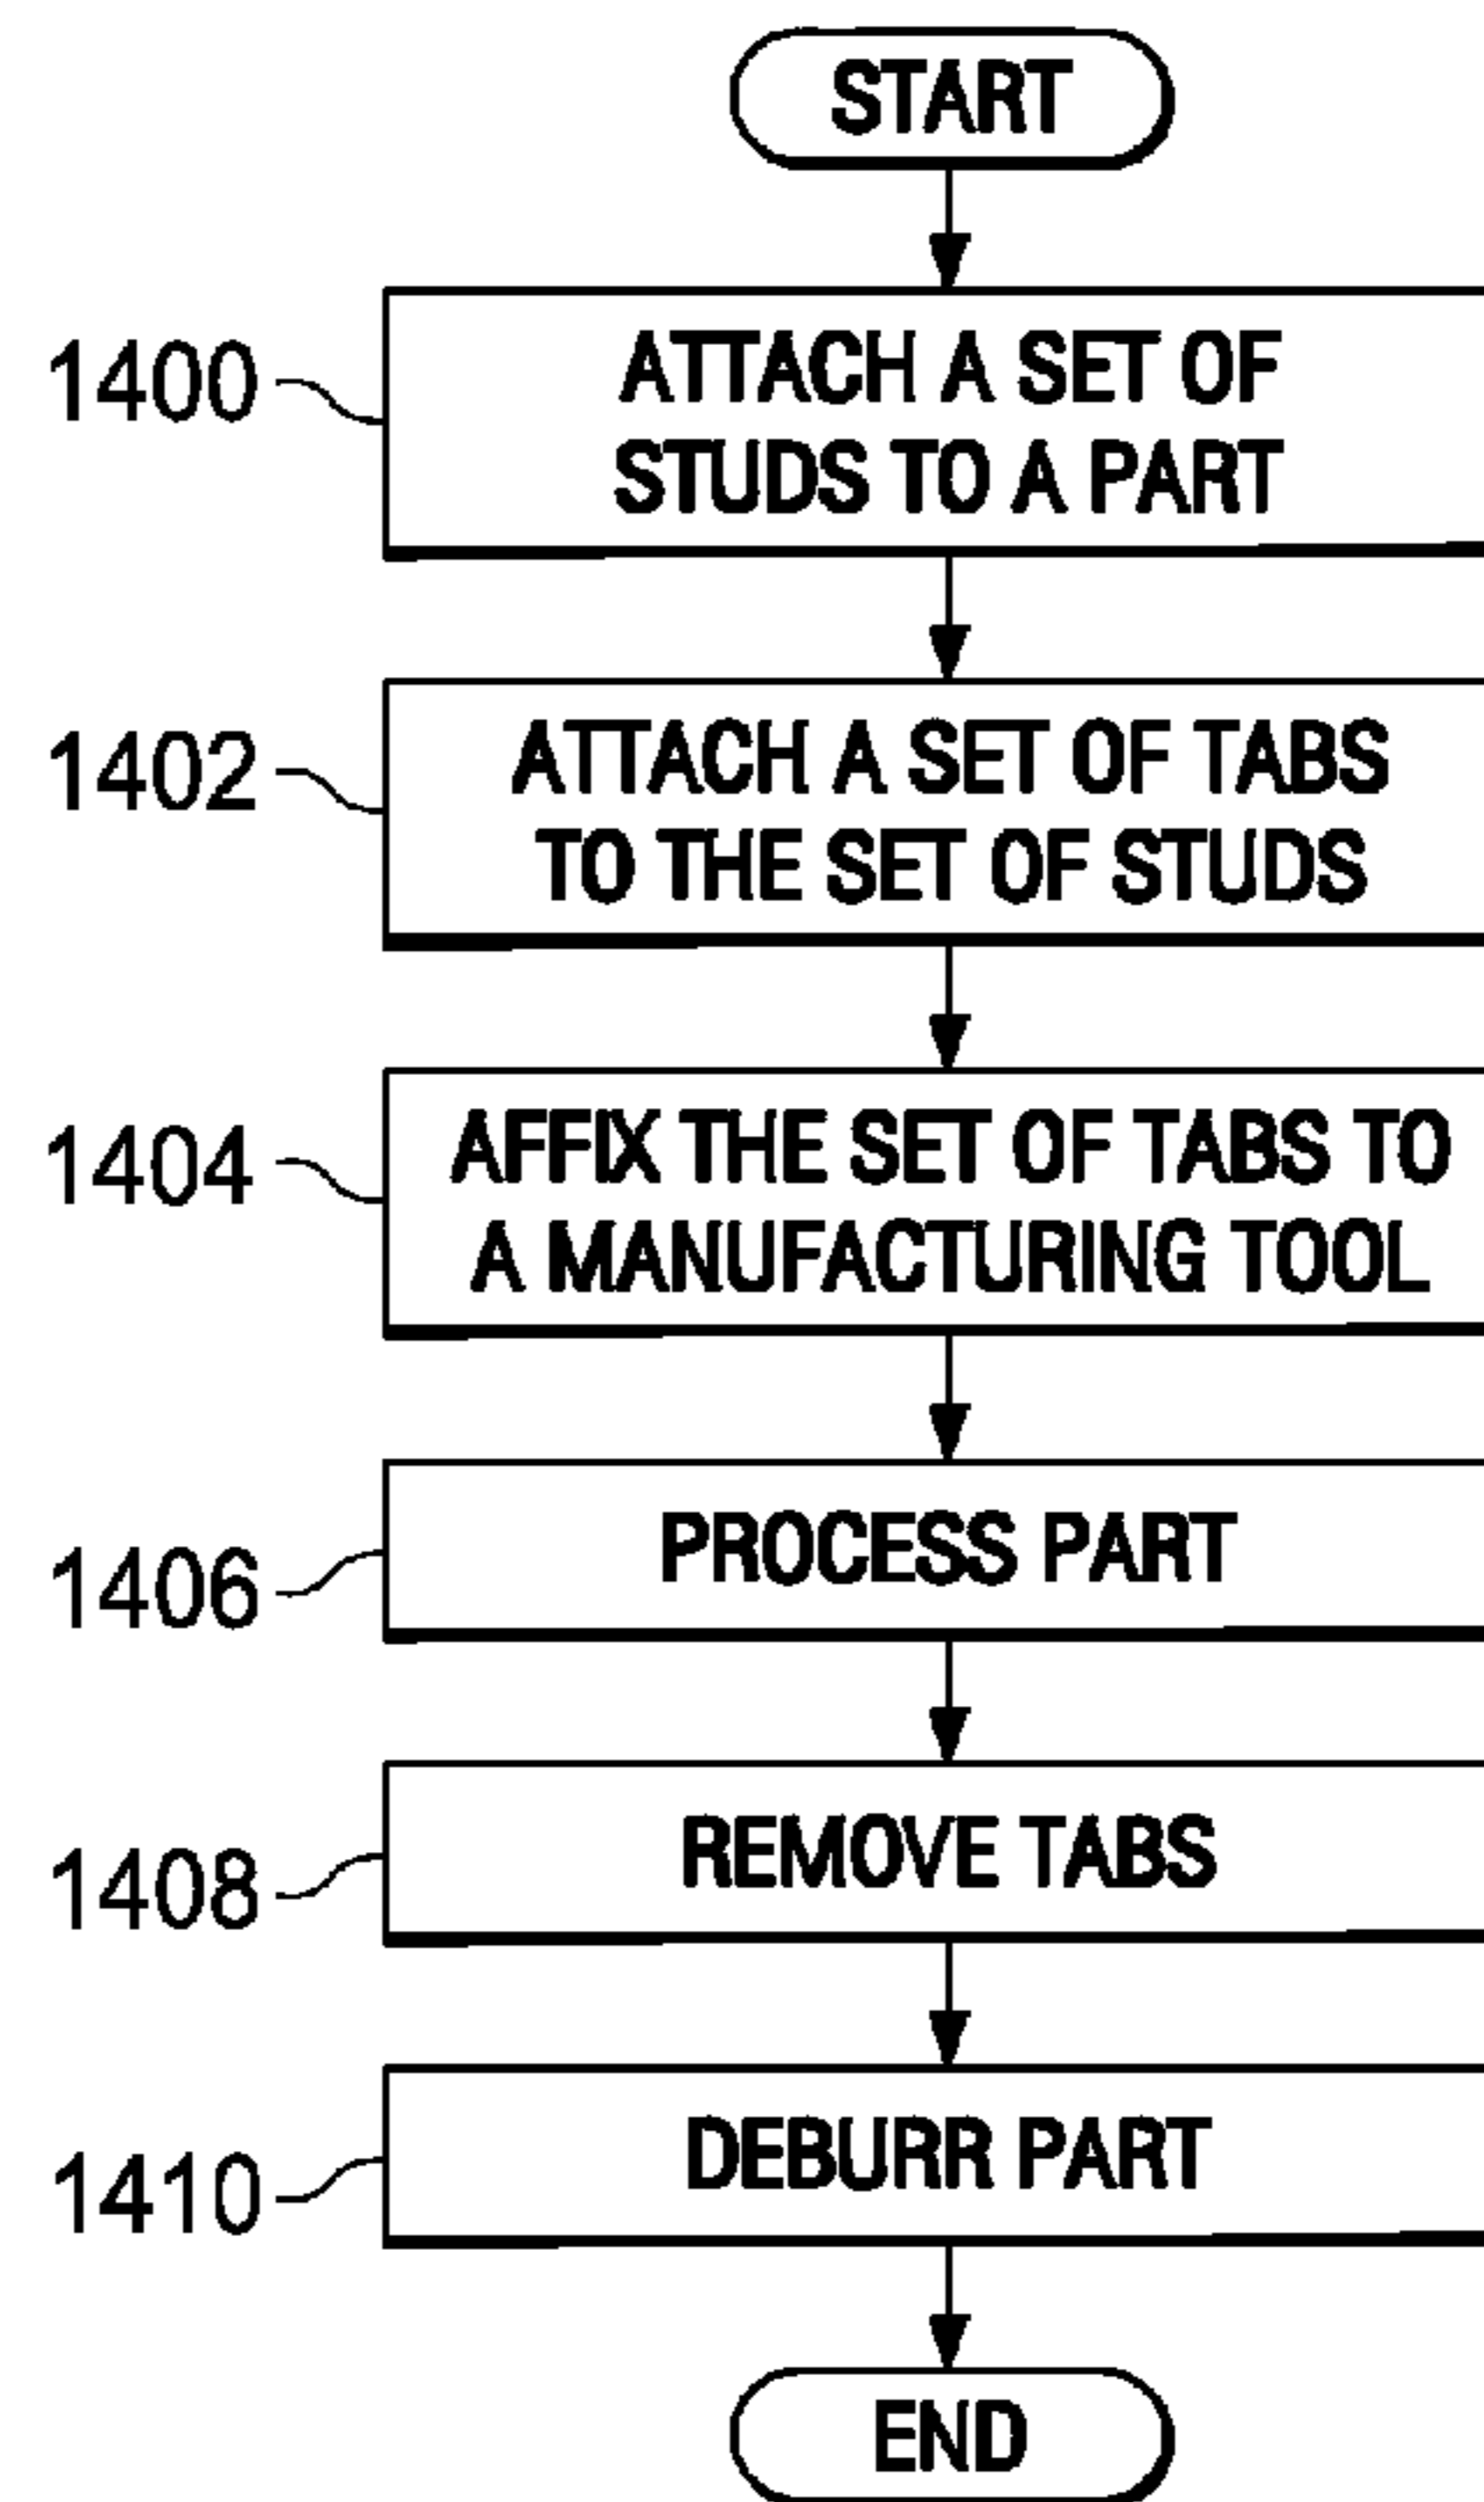 START
1400
ATTACH A SET OF
STUDS TO A PART
1402
ATTACH A SET OF TABS
TO THE SET OF STUDS
1404
AFFIX THE SET OF TABS TO
A MANUFACTURING TOOL
1406
PROCESS PART
1408
REMOVE TABS
1410
DEBURR PART
END